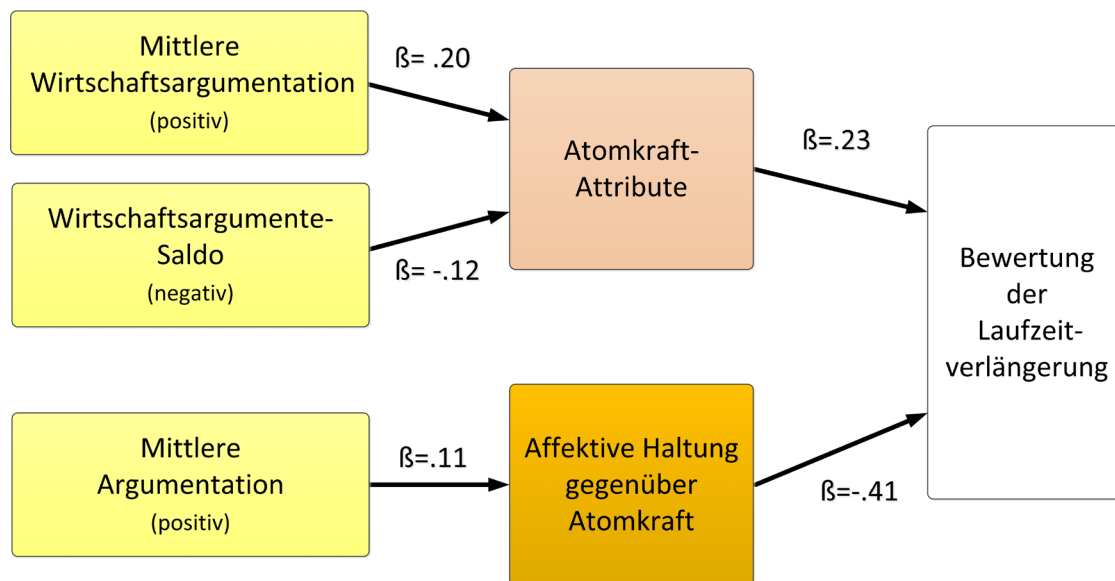 Mittlere
Wirtschaftsargumentation
(positiv)
ß= .20
Wirtschaftsargumente-
Saldo
(negativ)
ß= -.12
Atomkraft-
Attribute
ß=.23
Mittlere
Argumentation
(positiv)
ß=.11
Affektive Haltung
gegenüber
Atomkraft
ß=-.41
Bewertung
der
Laufzeit-
verlängerung